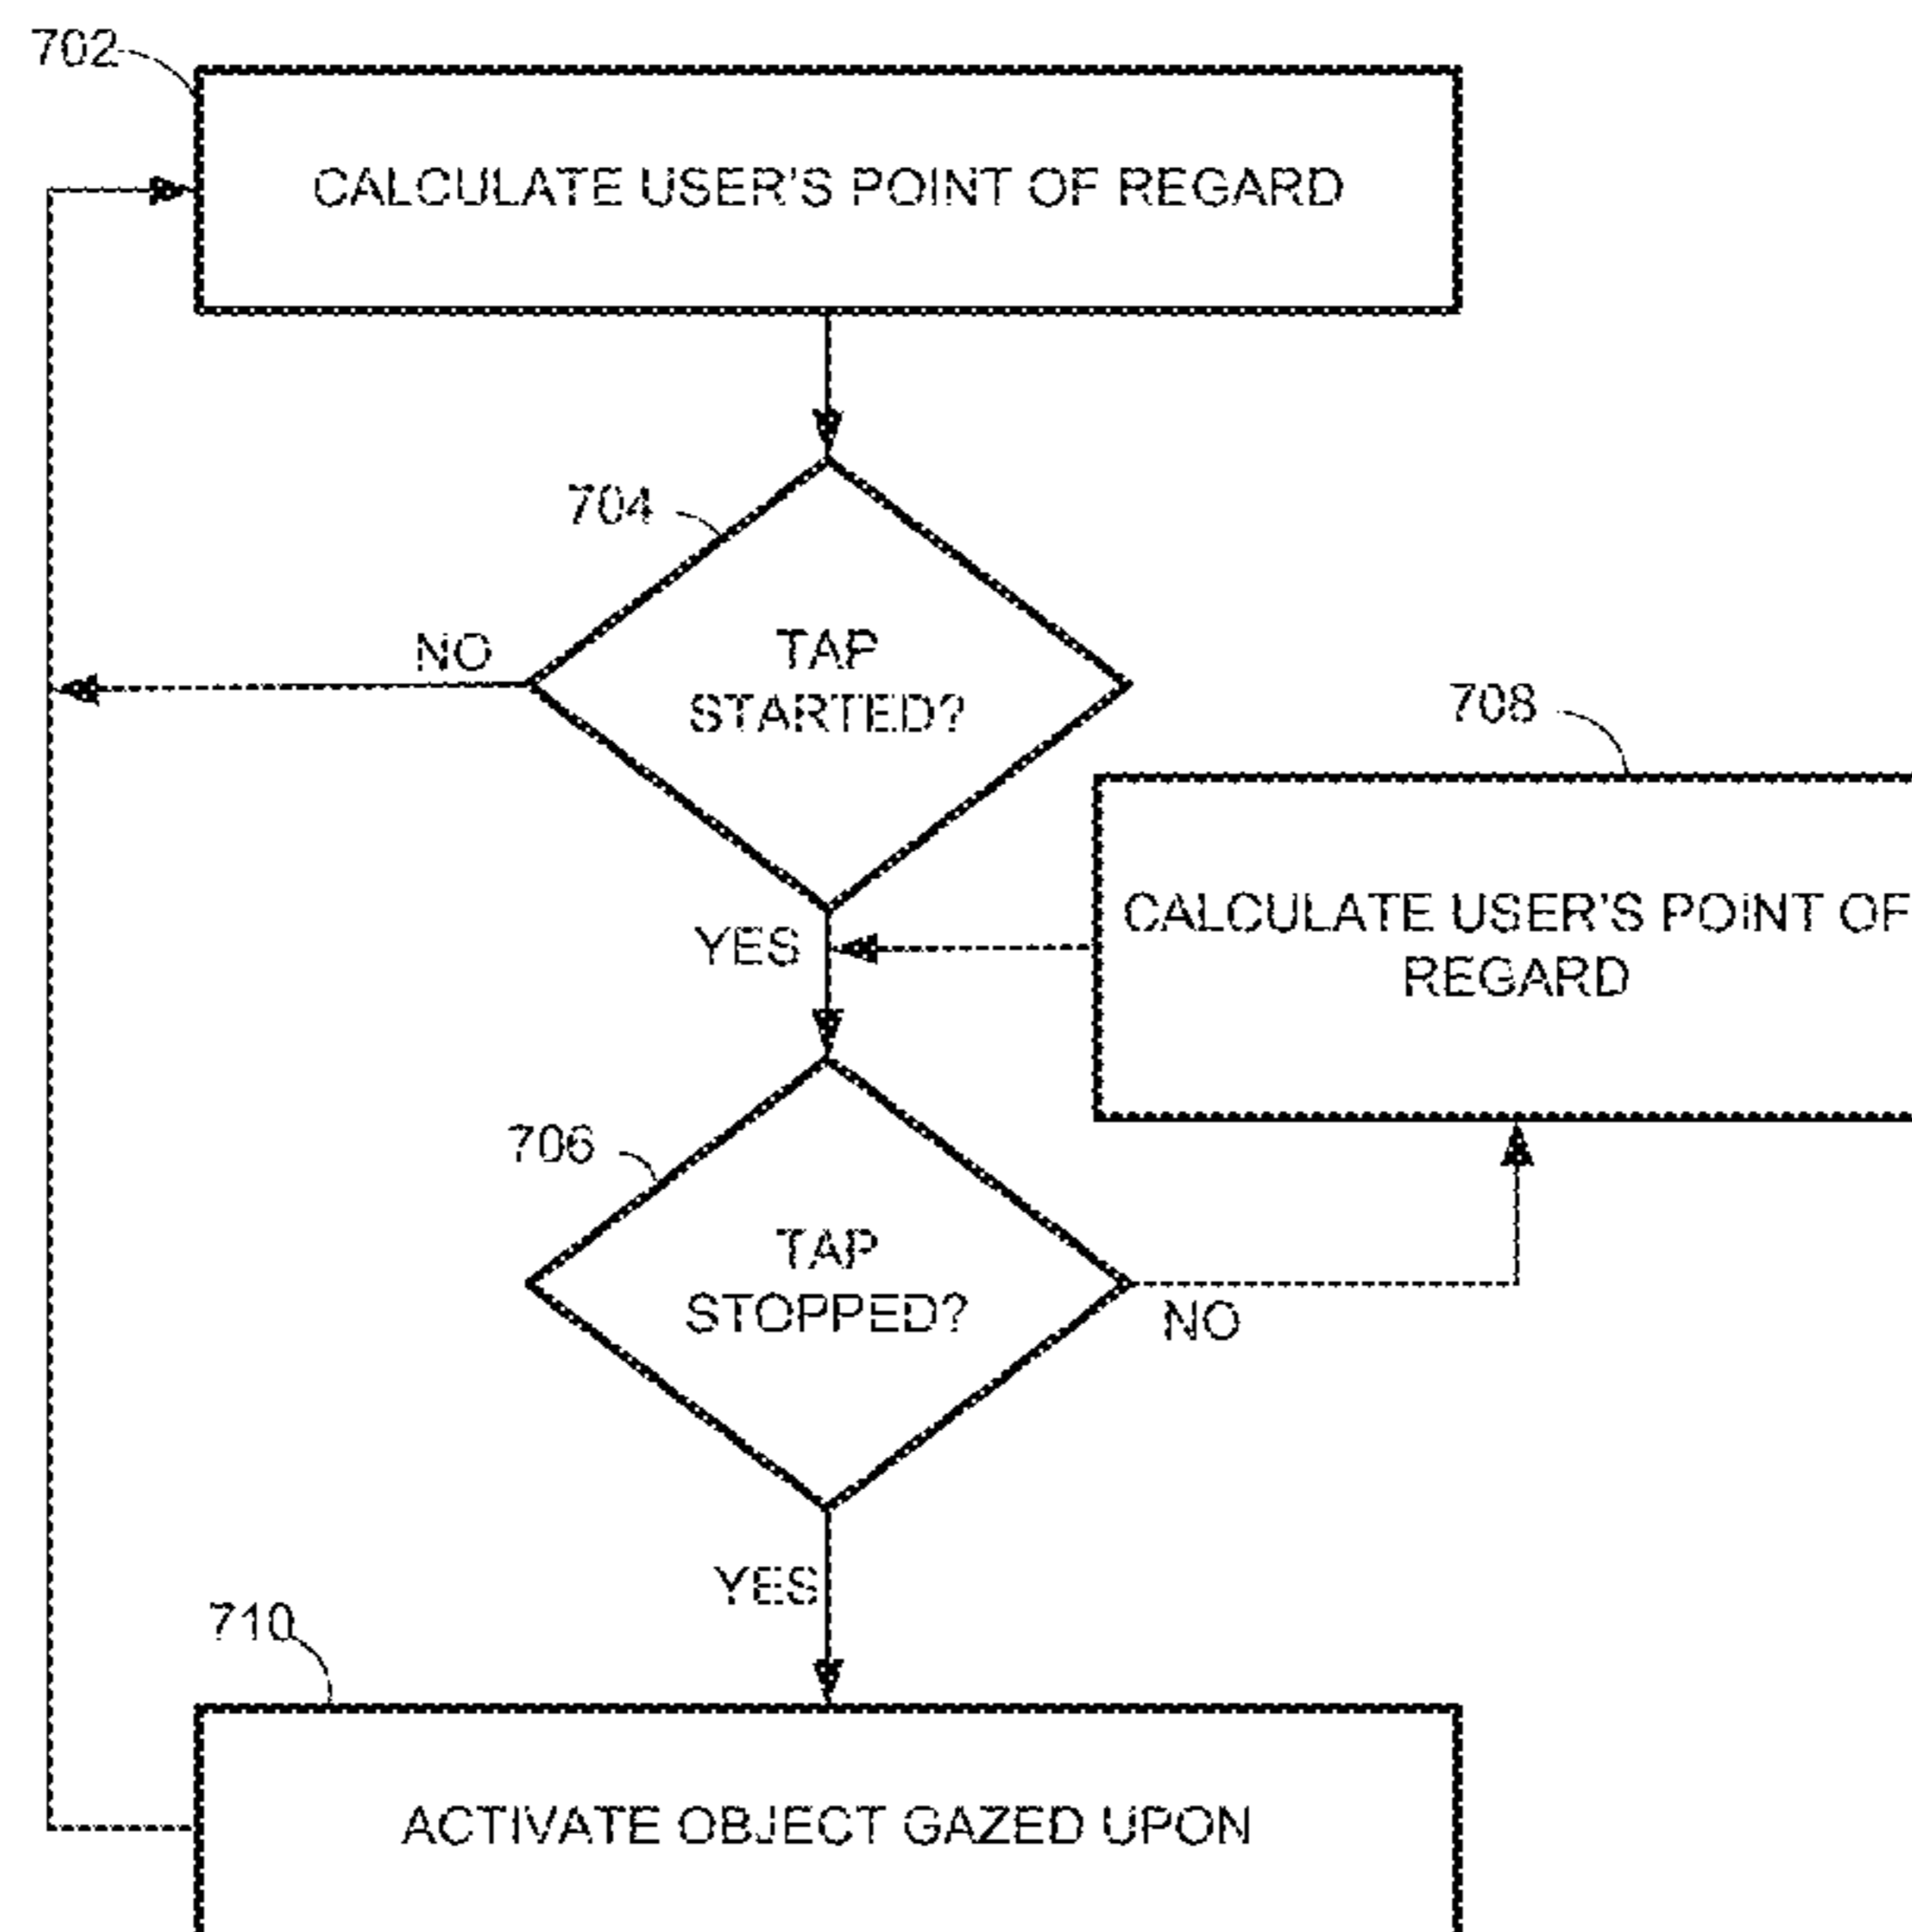 702
CALCULATE USER'S POINT OF REGARD
704
TAP
STARTED?
NO
708
CALCULATE USER'S POINT OF
REGARD
YES
706
TAP
STOPPED?
NO
YES
710
ACTIVATE OBJECT GAZED UPON